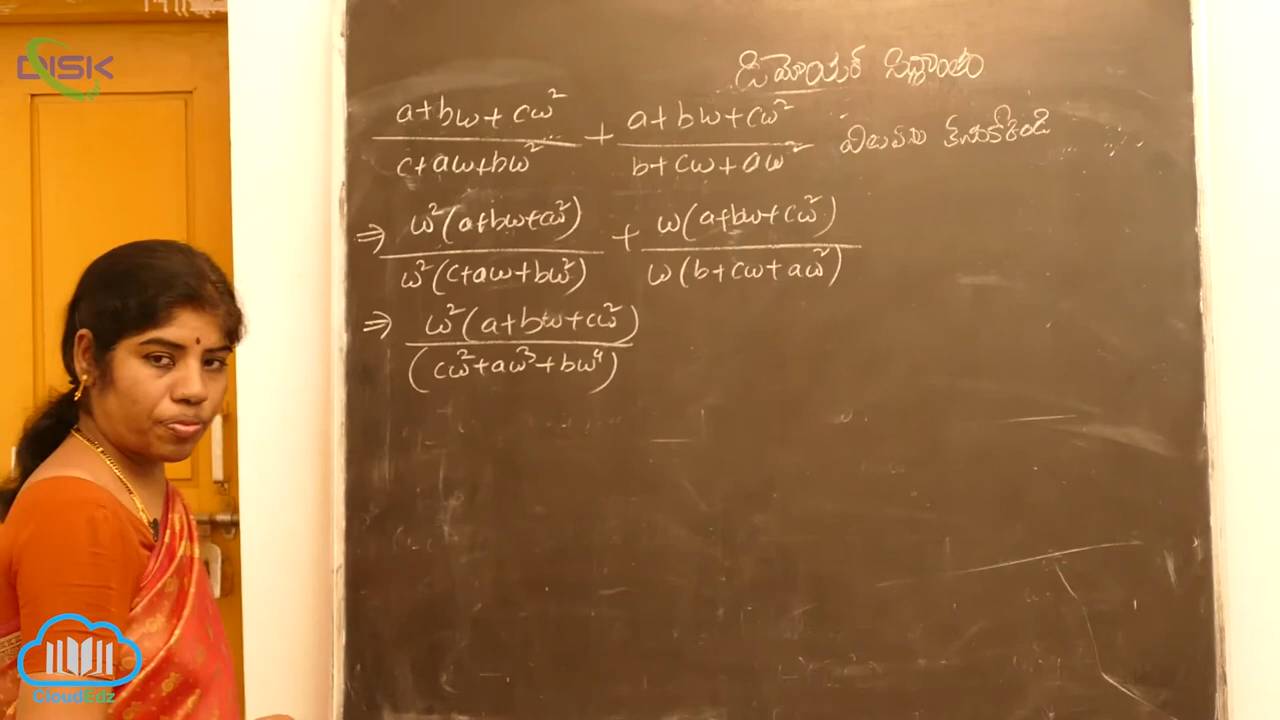 DISK
డిమోయర్ సిద్ధాంతం
(a+bω+cω²)/(c+aω+bω²) + (a+bω+cω²)/(b+cω+aω²) విలువను కనుకోకండి
⇒ ω²(a+bω+cω²)/ω²(c+aω+bω²) + ω(a+bω+cω²)/ω(b+cω+aω²)
⇒ ω²(a+bω+cω²)/(cω²+aω³+bω⁴)
CloudEdz